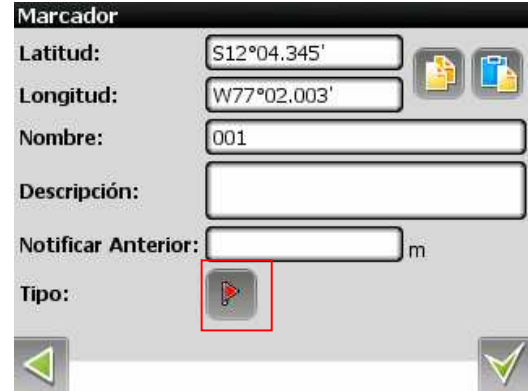 Marcador
Latitud: S12°04.345'
Longitud: W77°02.003'
Nombre: 001
Descripción:
Notificar Anterior: m
Tipo: